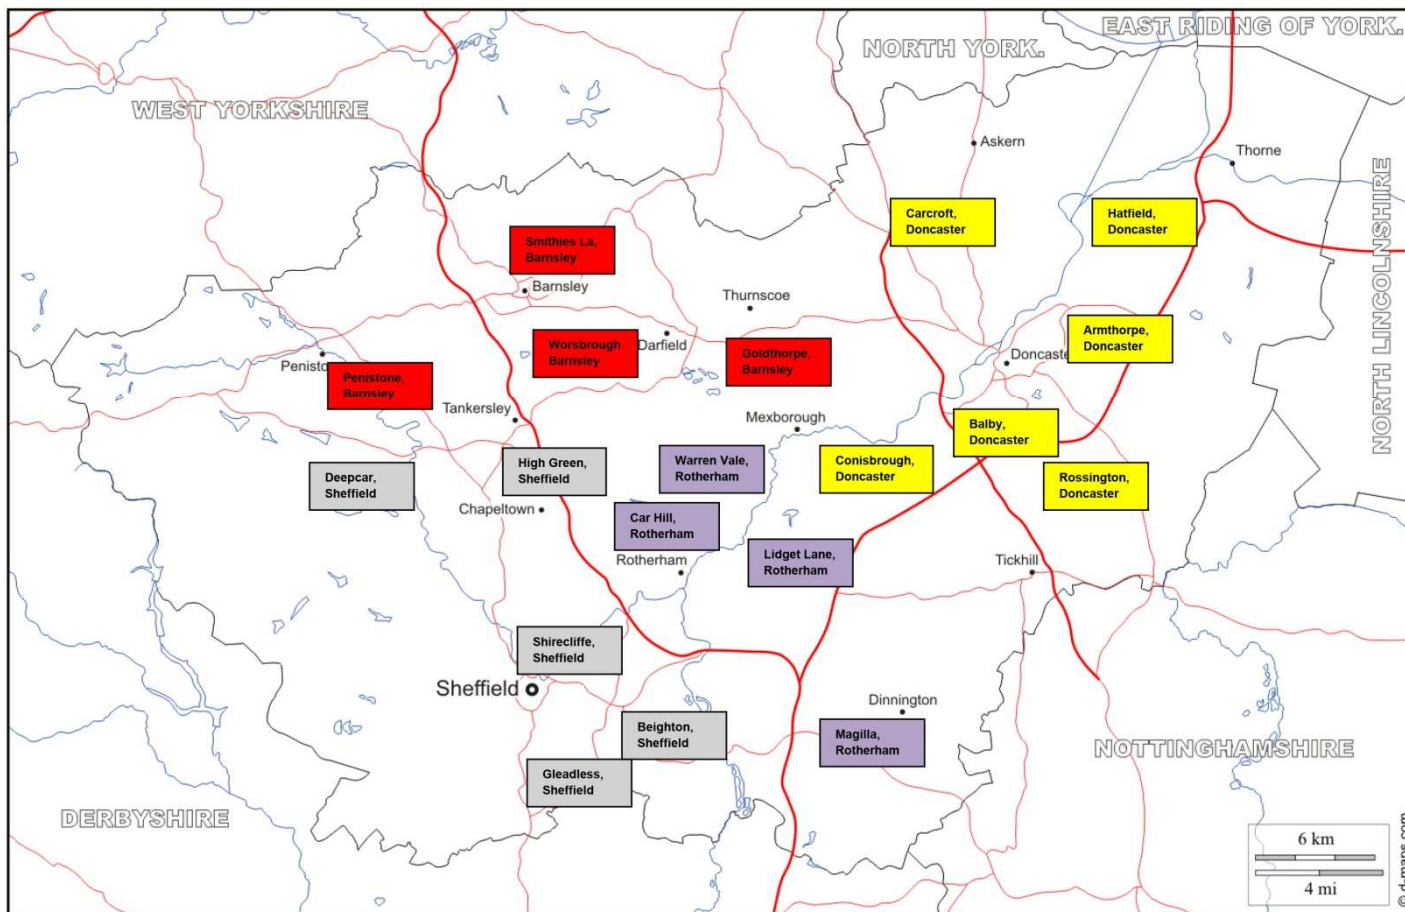 EAST RIDING OF YORK.
NORTH YORK.
WEST YORKSHIRE
Askern
Thorne
NORTH LINCOLNSHIRE
Carcroft,
Doncaster
Hatfield,
Doncaster
Smithies La,
Barnsley
Barnsley
Thurnscoe
Armthorpe,
Doncaster
Worsbrough
Barnsley
Darfield
Goldthorpe,
Barnsley
Doncaste
Penisto
Penistone,
Barnsley
Tankersley
Mexborough
Balby,
Doncaster
High Green,
Sheffield
Warren Vale,
Rotherham
Conisbrough,
Doncaster
Deepcar,
Sheffield
Rossington,
Doncaster
Chapeltown
Car Hill,
Rotherham
Rotherham
Lidget Lane,
Rotherham
Tickhill
Shirecliffe,
Sheffield
Sheffield
Dinnington
Beighton,
Sheffield
Magilla,
Rotherham
NOTTINGHAMSHIRE
Gleadless,
Sheffield
DERBYSHIRE
6 km
4 mi
© d-maps.com